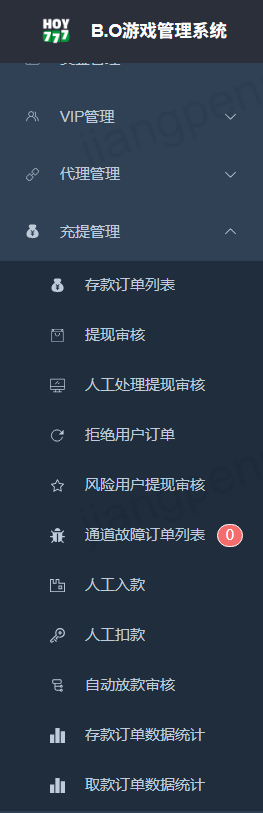 HOY
777
B.O游戏管理系统
VIP管理
代理管理
充提管理
存款订单列表
提现审核
人工处理提现审核
拒绝用户订单
风险用户提现审核
通道故障订单列表 0
人工入款
人工扣款
自动放款审核
存款订单数据统计
取款订单数据统计
jiangpen
jiangpen